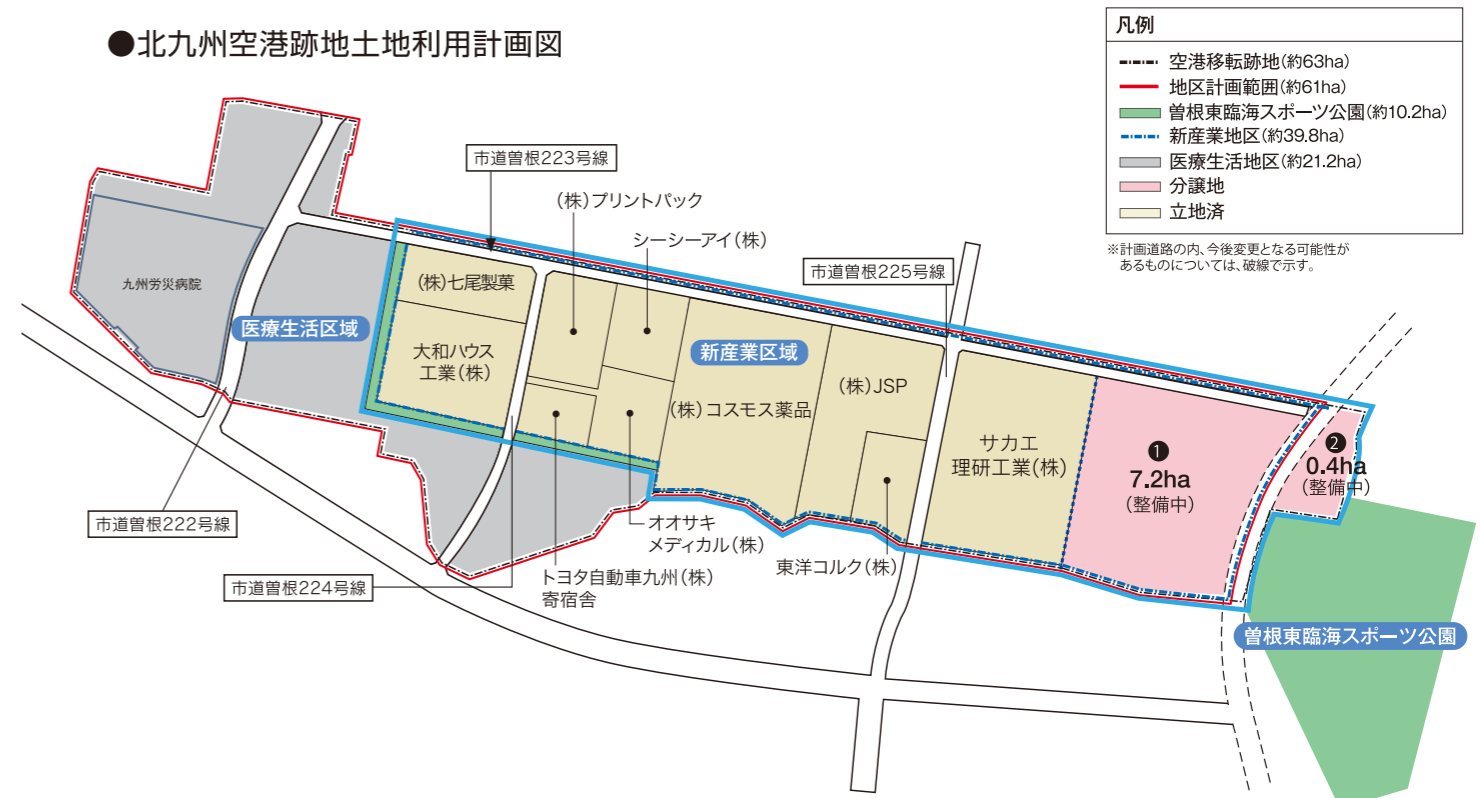 ●北九州空港跡地土地利用計画図
凡例
空港移転跡地(約63ha)
地区計画範囲(約61ha)
曽根東臨海スポーツ公園(約10.2ha)
新産業地区(約39.8ha)
医療生活地区(約21.2ha)
分譲地
立地済
※計画道路の内、今後変更となる可能性が
あるものについては、破線で示す。
市道曽根223号線
(株)プリントパック
シーシーアイ(株)
市道曽根225号線
九州労災病院
(株)七尾製菓
医療生活区域
大和ハウス
工業(株)
新産業区域
(株)JSP
(株)コスモス薬品
サカエ
理研工業(株)
❶
7.2ha
(整備中)
❷
0.4ha
(整備中)
市道曽根222号線
オオサキ
メディカル(株)
東洋コルク(株)
市道曽根224号線
トヨタ自動車九州(株)
寄宿舎
曽根東臨海スポーツ公園